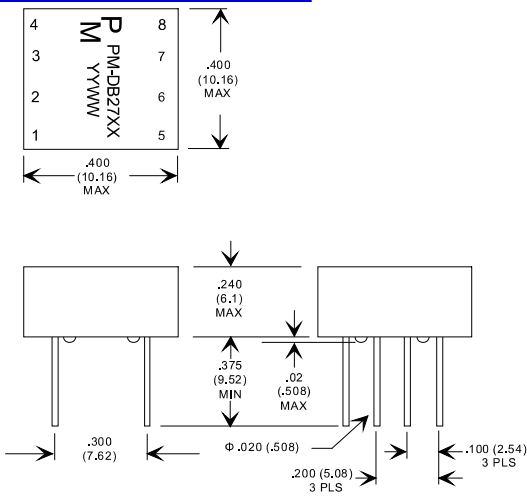 4
8
P
M
PM-DB27XX
YYWW
3
7
2
6
1
5
.400
(10.16)
MAX
.400
(10.16)
MAX
.240
(6.1)
MAX
.375
(9.52)
MIN
.02
(.508)
MAX
.300
(7.62)
Φ .020 (.508)
.100 (2.54)
3 PLS
.200 (5.08)
3 PLS